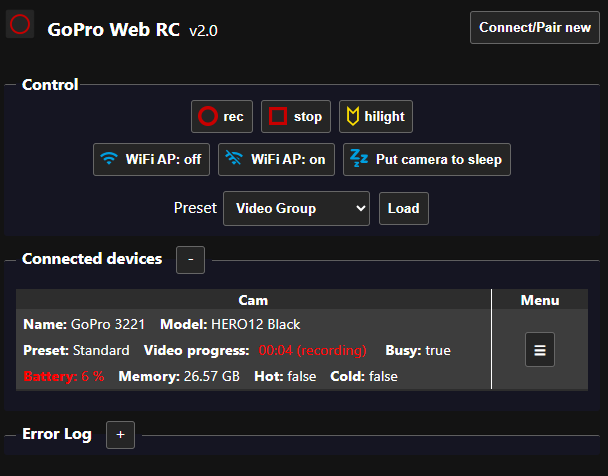 GoPro Web RC v2.0 Connect/Pair new
Control
rec stop hilight
WiFi AP: off WiFi AP: on Put camera to sleep
Preset Video Group Load
Connected devices -
Cam Menu
Name: GoPro 3221 Model: HERO12 Black
Preset: Standard Video progress: 00:04 (recording) Busy: true
Battery: 6 % Memory: 26.57 GB Hot: false Cold: false
Error Log +